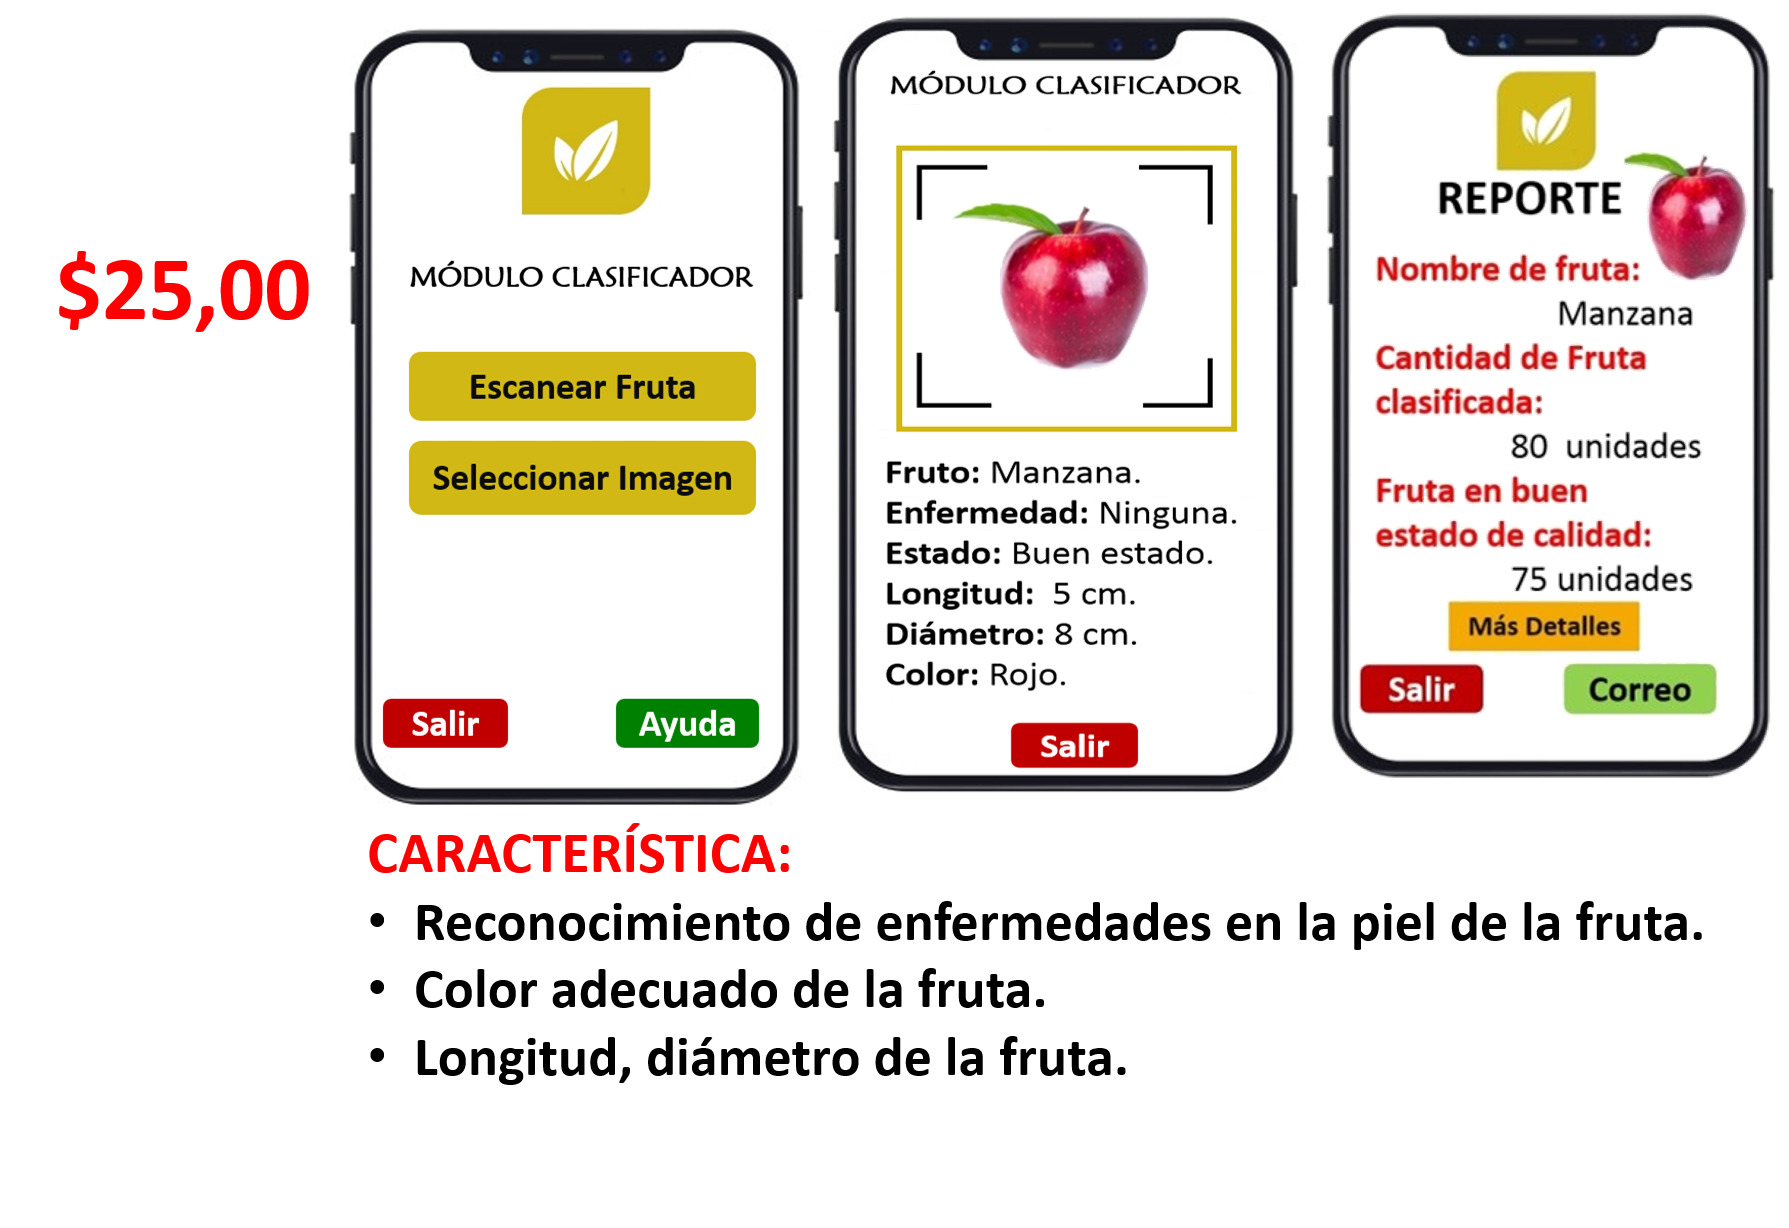 $25,00
MÓDULO CLASIFICADOR
Escanear Fruta
Seleccionar Imagen
Salir
Ayuda
MÓDULO CLASIFICADOR
Fruto: Manzana.
Enfermedad: Ninguna.
Estado: Buen estado.
Longitud: 5 cm.
Diámetro: 8 cm.
Color: Rojo.
Salir
REPORTE
Nombre de fruta:
Manzana
Cantidad de Fruta
clasificada:
80 unidades
Fruta en buen
estado de calidad:
75 unidades
Más Detalles
Salir
Correo
CARACTERÍSTICA:
• Reconocimiento de enfermedades en la piel de la fruta.
• Color adecuado de la fruta.
• Longitud, diámetro de la fruta.